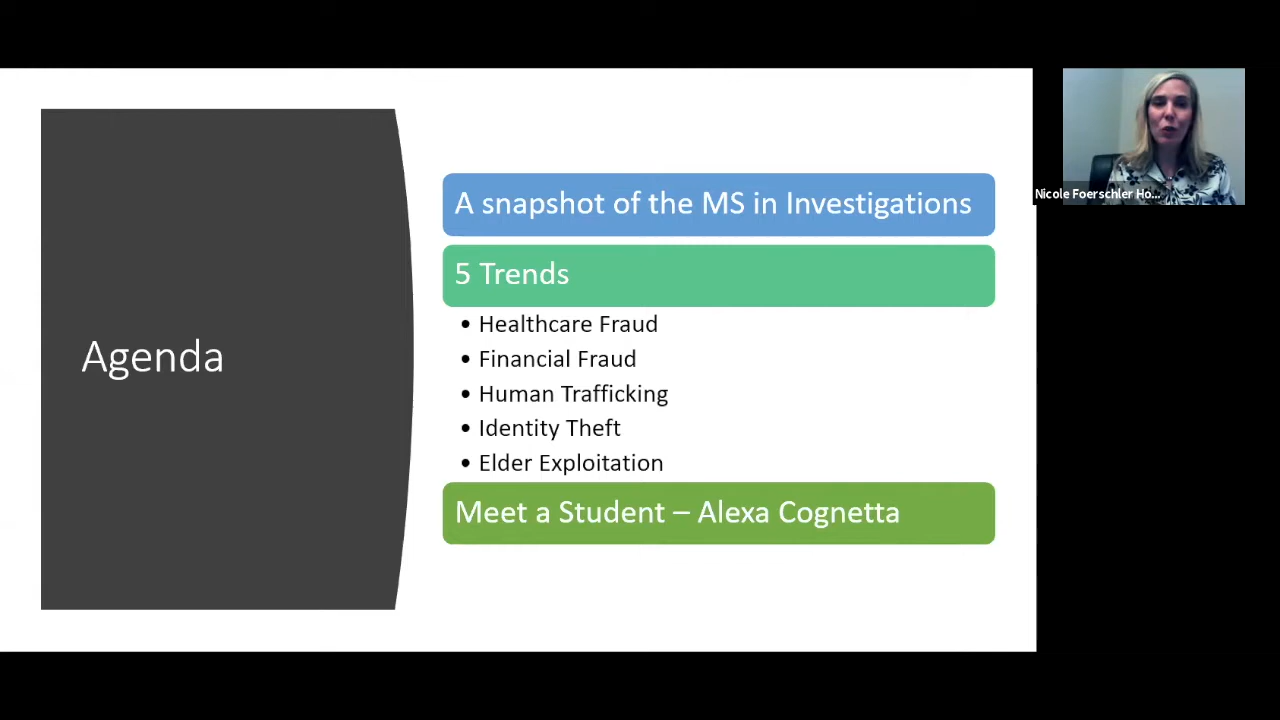 Agenda
A snapshot of the MS in Investigations
5 Trends
• Healthcare Fraud
• Financial Fraud
• Human Trafficking
• Identity Theft
• Elder Exploitation
Meet a Student – Alexa Cognetta
Nicole Foerschler Ho...